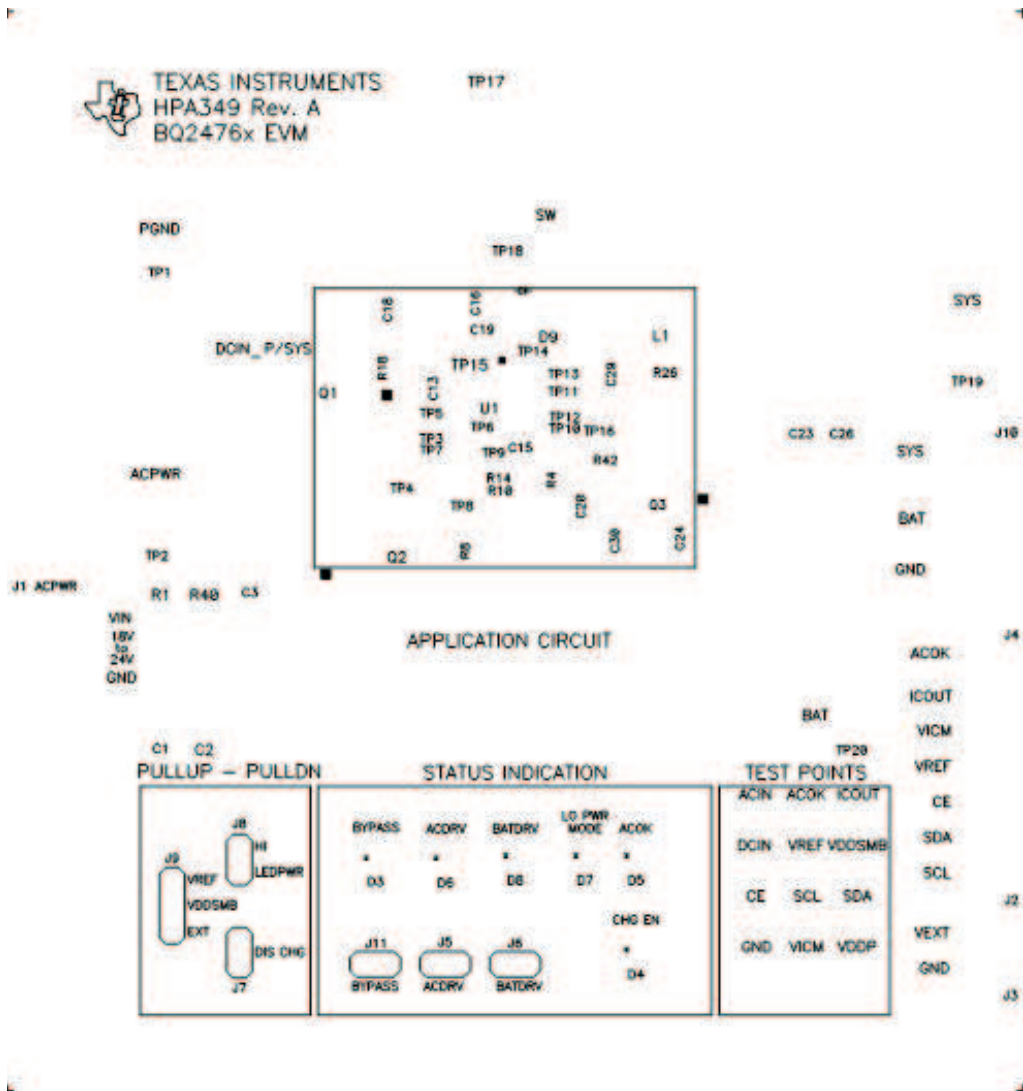 TEXAS INSTRUMENTS
HPA349 Rev. A
BQ2476x EVM
TP17
PGND
SW
TP18
TP1
C18
C16
SYS
C19
D9
L1
DCIN_P/SYS
TP14
TP15
R18
TP13
C29
R26
TP19
Q1
C13
TP11
TP5
U1
TP12
TP6
TP10
TP16
C23
C26
J10
TP3
TP7
TP9
C15
SYS
R42
ACPWR
TP4
R14
R10
R4
TP8
C28
Q3
BAT
C30
C24
TP2
Q2
R6
GND
J1 ACPWR
R1
R40
C3
VIN
18V
to
24V
GND
APPLICATION CIRCUIT
J4
ACOK
ICOUT
BAT
VICM
C1
C2
TP20
PULLUP - PULLDN
STATUS INDICATION
TEST POINTS
VREF
ACIN ACOK ICOUT
CE
J8
HI
LEDPWR
J9
VREF
VDDSMB
EXT
DIS CHG
J7
BYPASS
ACDRV
BATDRV
LO PWR
MODE
ACOK
D3
D6
D8
D7
D5
CHG EN
D4
J11
J5
J6
BYPASS
ACDRV
BATDRV
DCIN VREF VDDSMB
CE SCL SDA
GND VICM VDDP
SDA
SCL
J2
VEXT
GND
J3